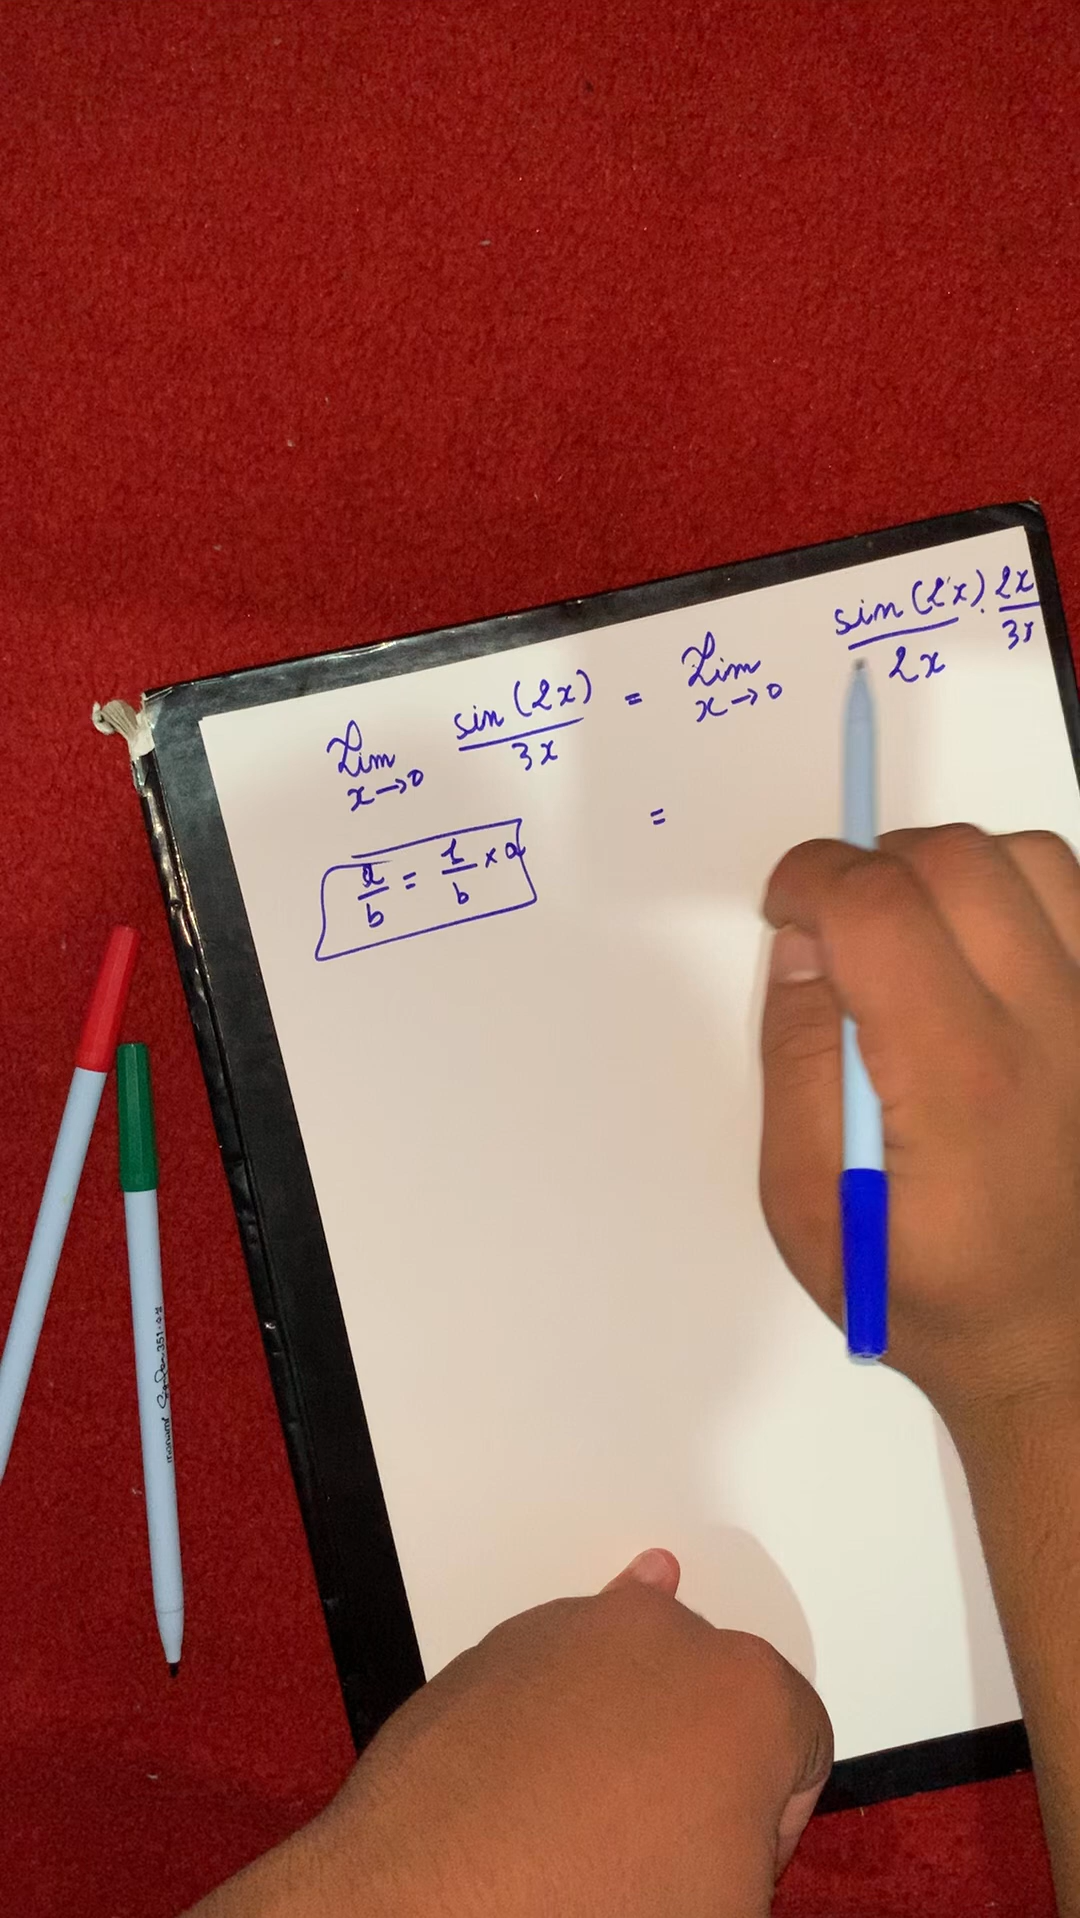 Lim x→0 sin(2x)/3x = Lim x→0 sin(2x)/2x · 2x/3x
=
a/b = 1/b × a